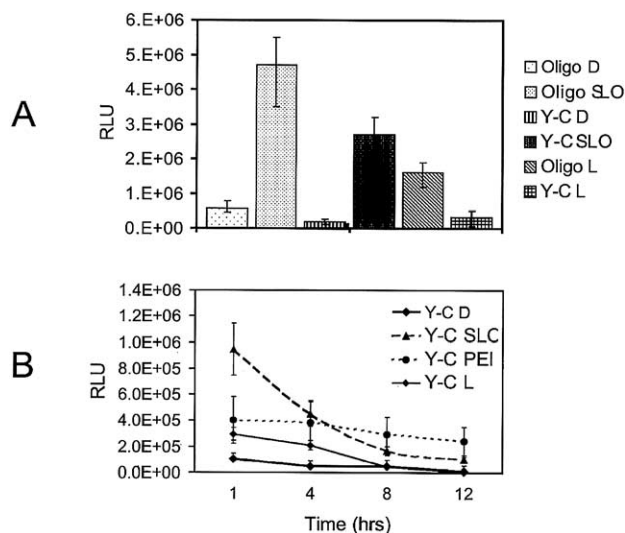 A
RLU
6.E+06
5.E+06
4.E+06
3.E+06
2.E+06
1.E+06
0.E+00
Oligo D
Oligo SLO
Y-C D
Y-C SLO
Oligo L
Y-C L
B
RLU
1.4E+06
1.2E+06
1.0E+06
8.0E+05
6.0E+05
4.0E+05
2.0E+05
0.0E+00
Y-C D
Y-C SLO
Y-C PEI
Y-C L
1 4 8 12
Time (hrs)